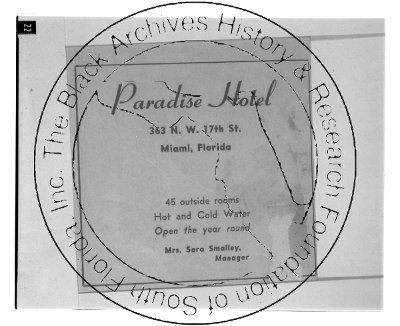 22
The Black Archives History & Research Foundation of South Florida Inc.
Paradise Hotel
363 N. W. 17th St.
Miami, Florida
45 outside rooms
Hot and Cold Water
Open the year round
Mrs. Sara Smalley,
Manager